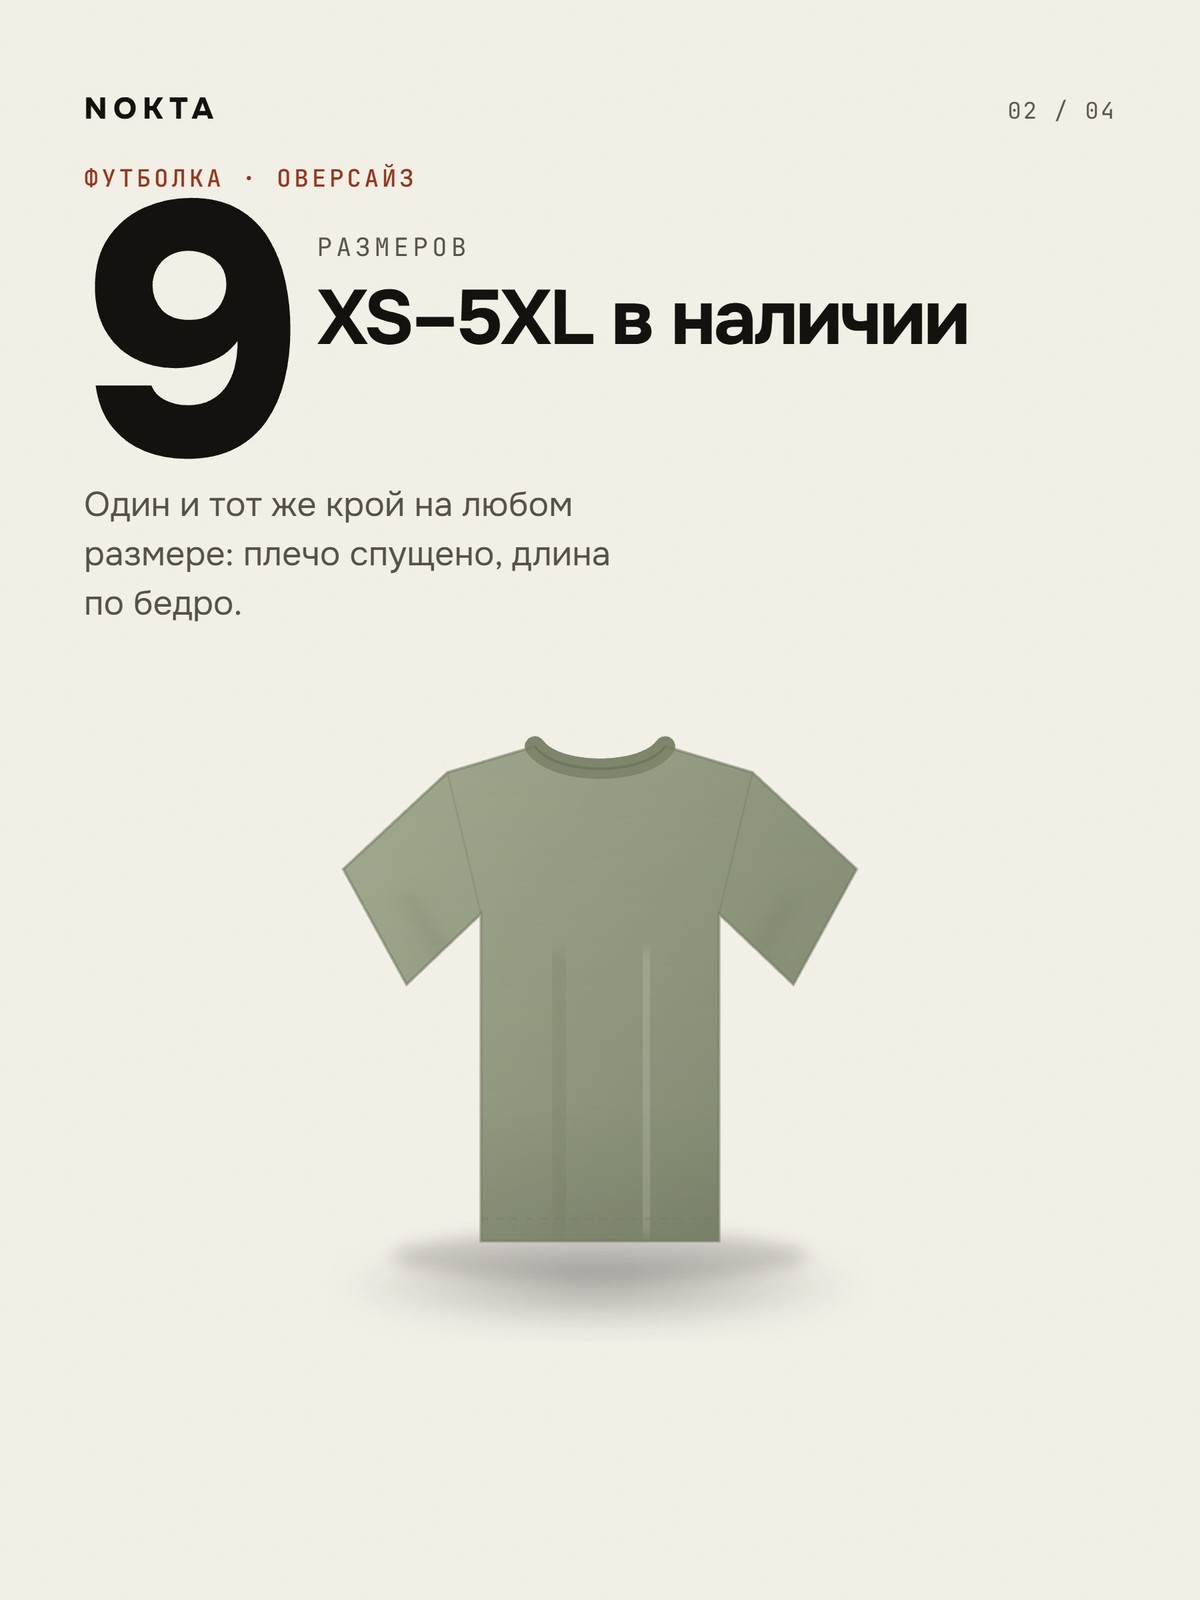 NOKTA
02 / 04
ФУТБОЛКА · ОВЕРСАЙЗ
9
РАЗМЕРОВ
XS–5XL в наличии
Один и тот же крой на любом
размере: плечо спущено, длина
по бедро.